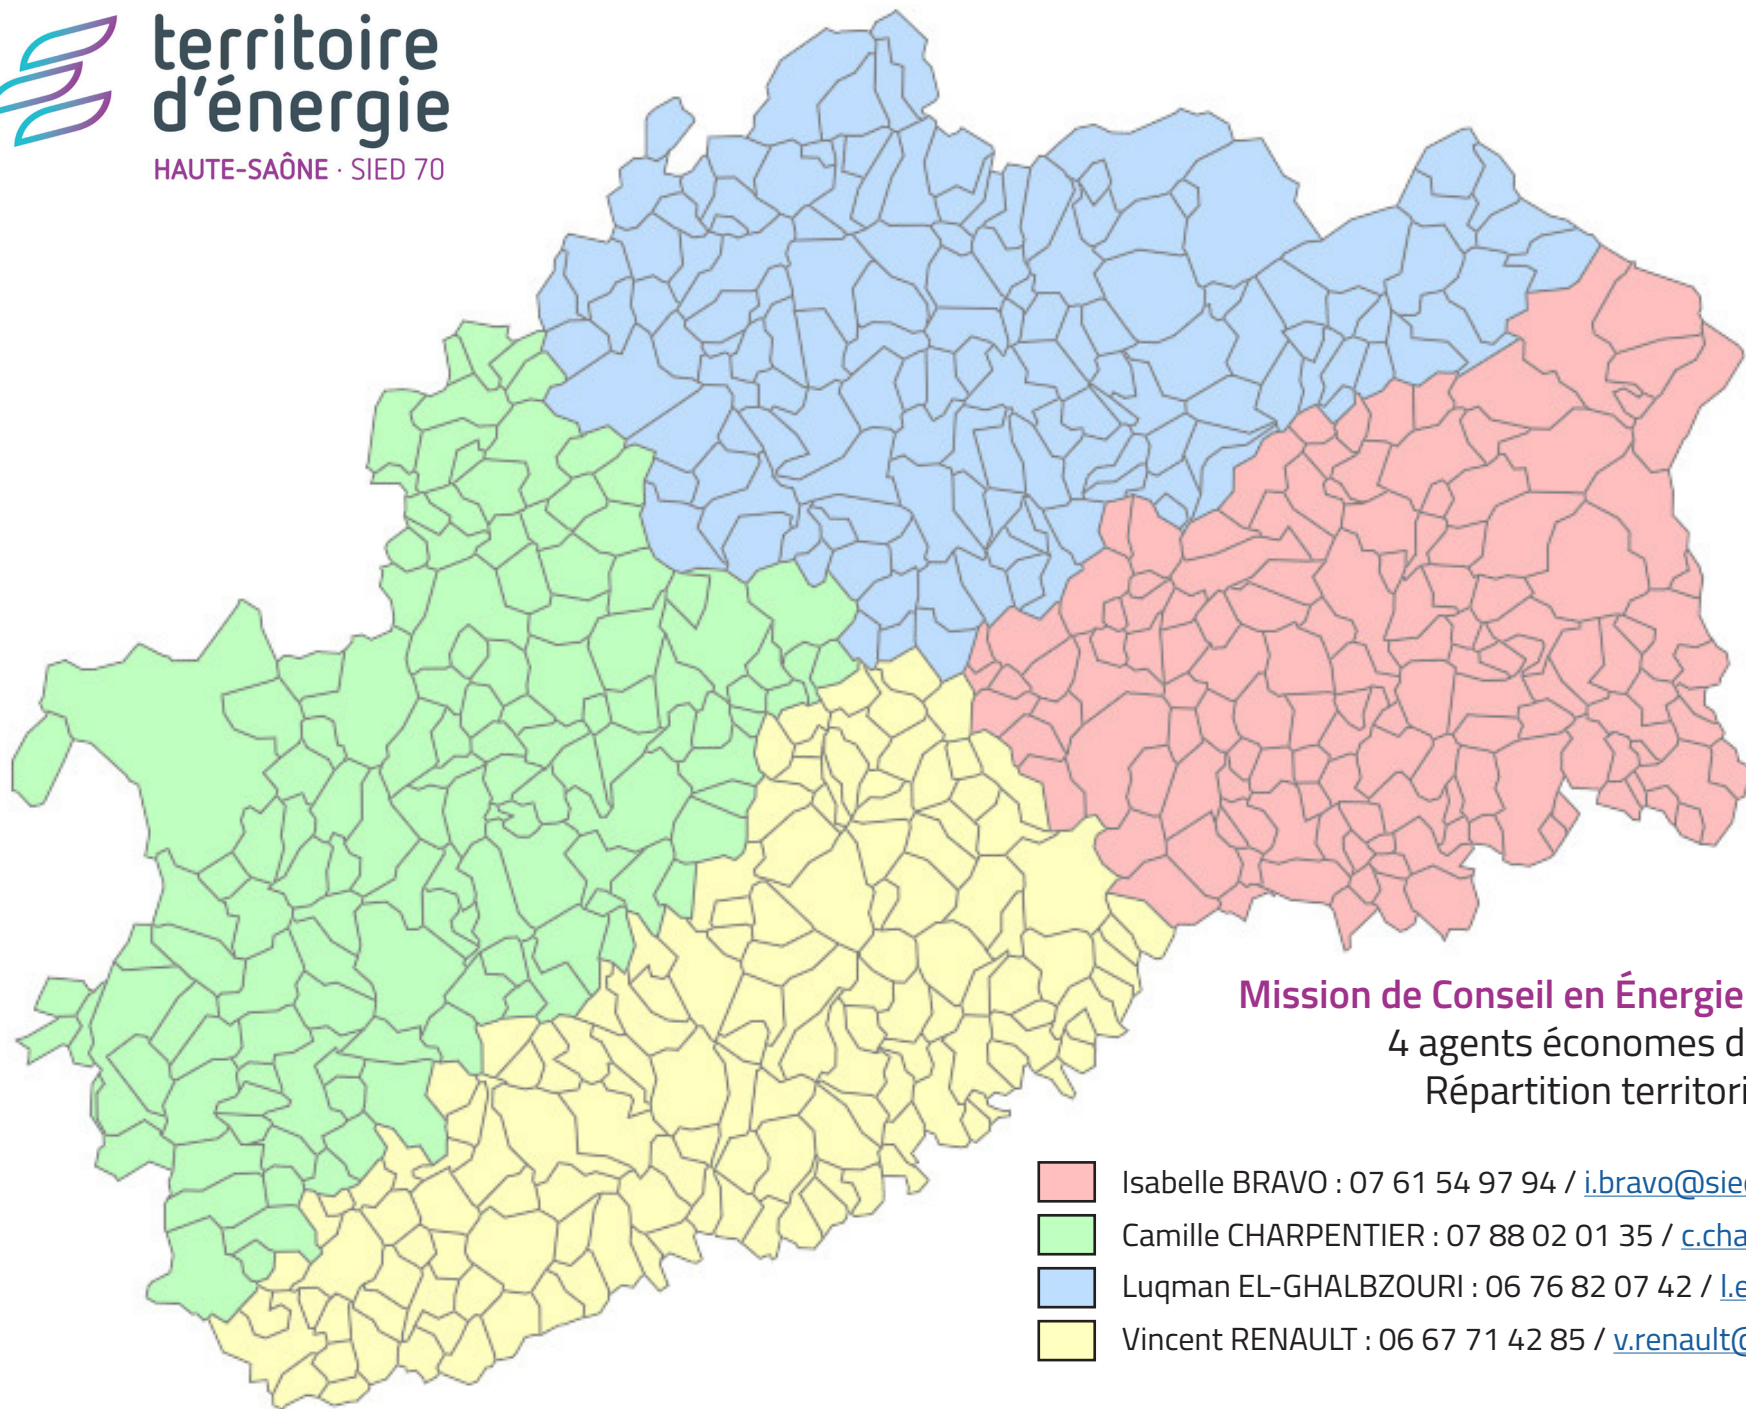 territoire
d'énergie
HAUTE-SAÔNE · SIED 70
Mission de Conseil en Énergie
4 agents économes d
Répartition territori
Isabelle BRAVO : 07 61 54 97 94 / i.bravo@sied
Camille CHARPENTIER : 07 88 02 01 35 / c.cha
Luqman EL-GHALBZOURI : 06 76 82 07 42 / l.e
Vincent RENAULT : 06 67 71 42 85 / v.renault@